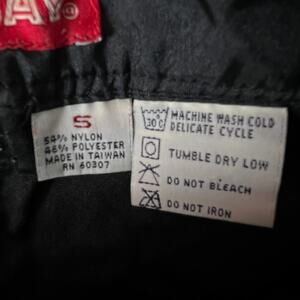 S
54% NYLON
46% POLYESTER
MADE IN TAIWAN
RN 60307
30°C
MACHINE WASH COLD
DELICATE CYCLE
TUMBLE DRY LOW
DO NOT BLEACH
DO NOT IRON